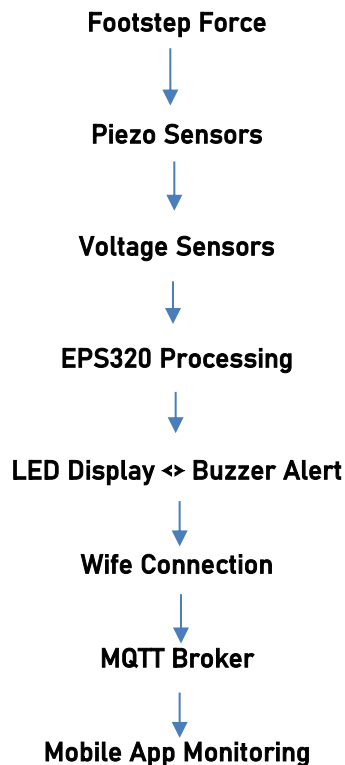 Footstep Force
Piezo Sensors
Voltage Sensors
EPS320 Processing
LED Display <> Buzzer Alert
Wife Connection
MQTT Broker
Mobile App Monitoring